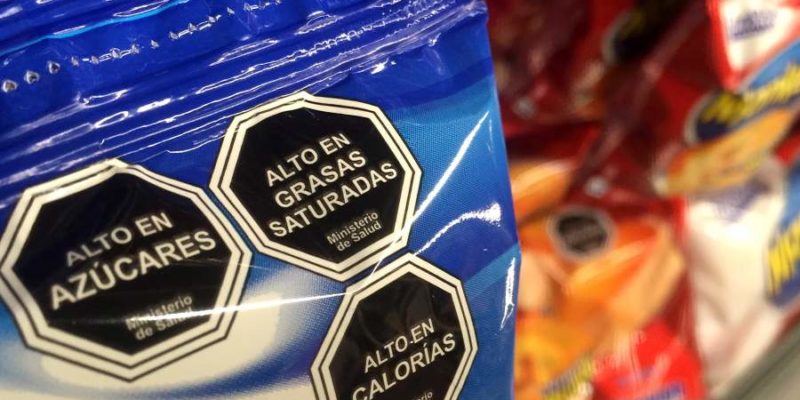 ALTO EN
AZÚCARES
Ministerio
de Salud
ALTO EN
GRASAS
SATURADAS
Ministerio
de Salud
ALTO EN
CALORÍAS